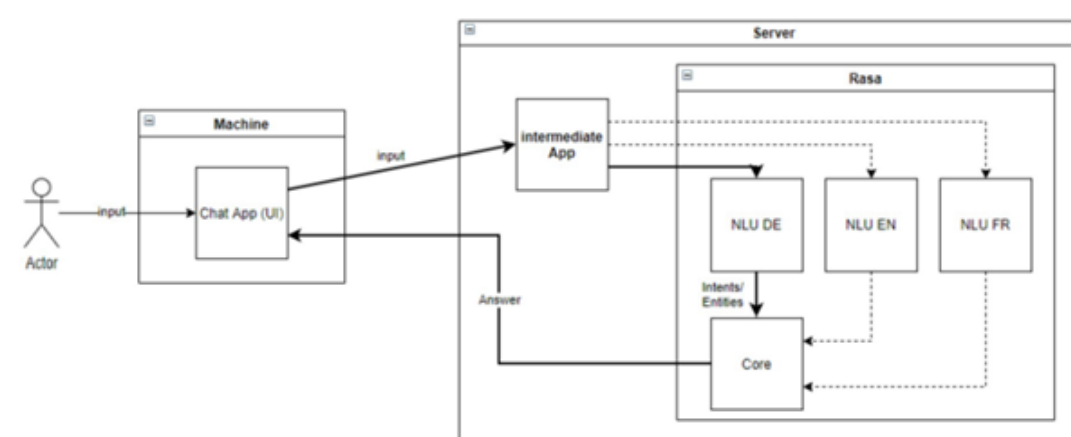 Server
Rasa
Machine
intermediate
App
input
input
Chat App (UI)
Actor
NLU DE
NLU EN
NLU FR
Intents/
Entities
Answer
Core